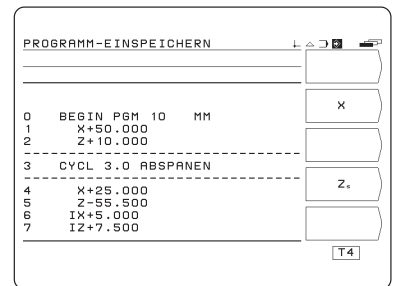 PROGRAMM-EINSPEICHERN
0 BEGIN PGM 10 MM
1 X+50.000
2 Z+10.000
3 CYCL 3.0 ABSPANEN
4 X+25.000
5 Z-55.500
6 IX+5.000
7 IZ+7.500
X
Zs
T4